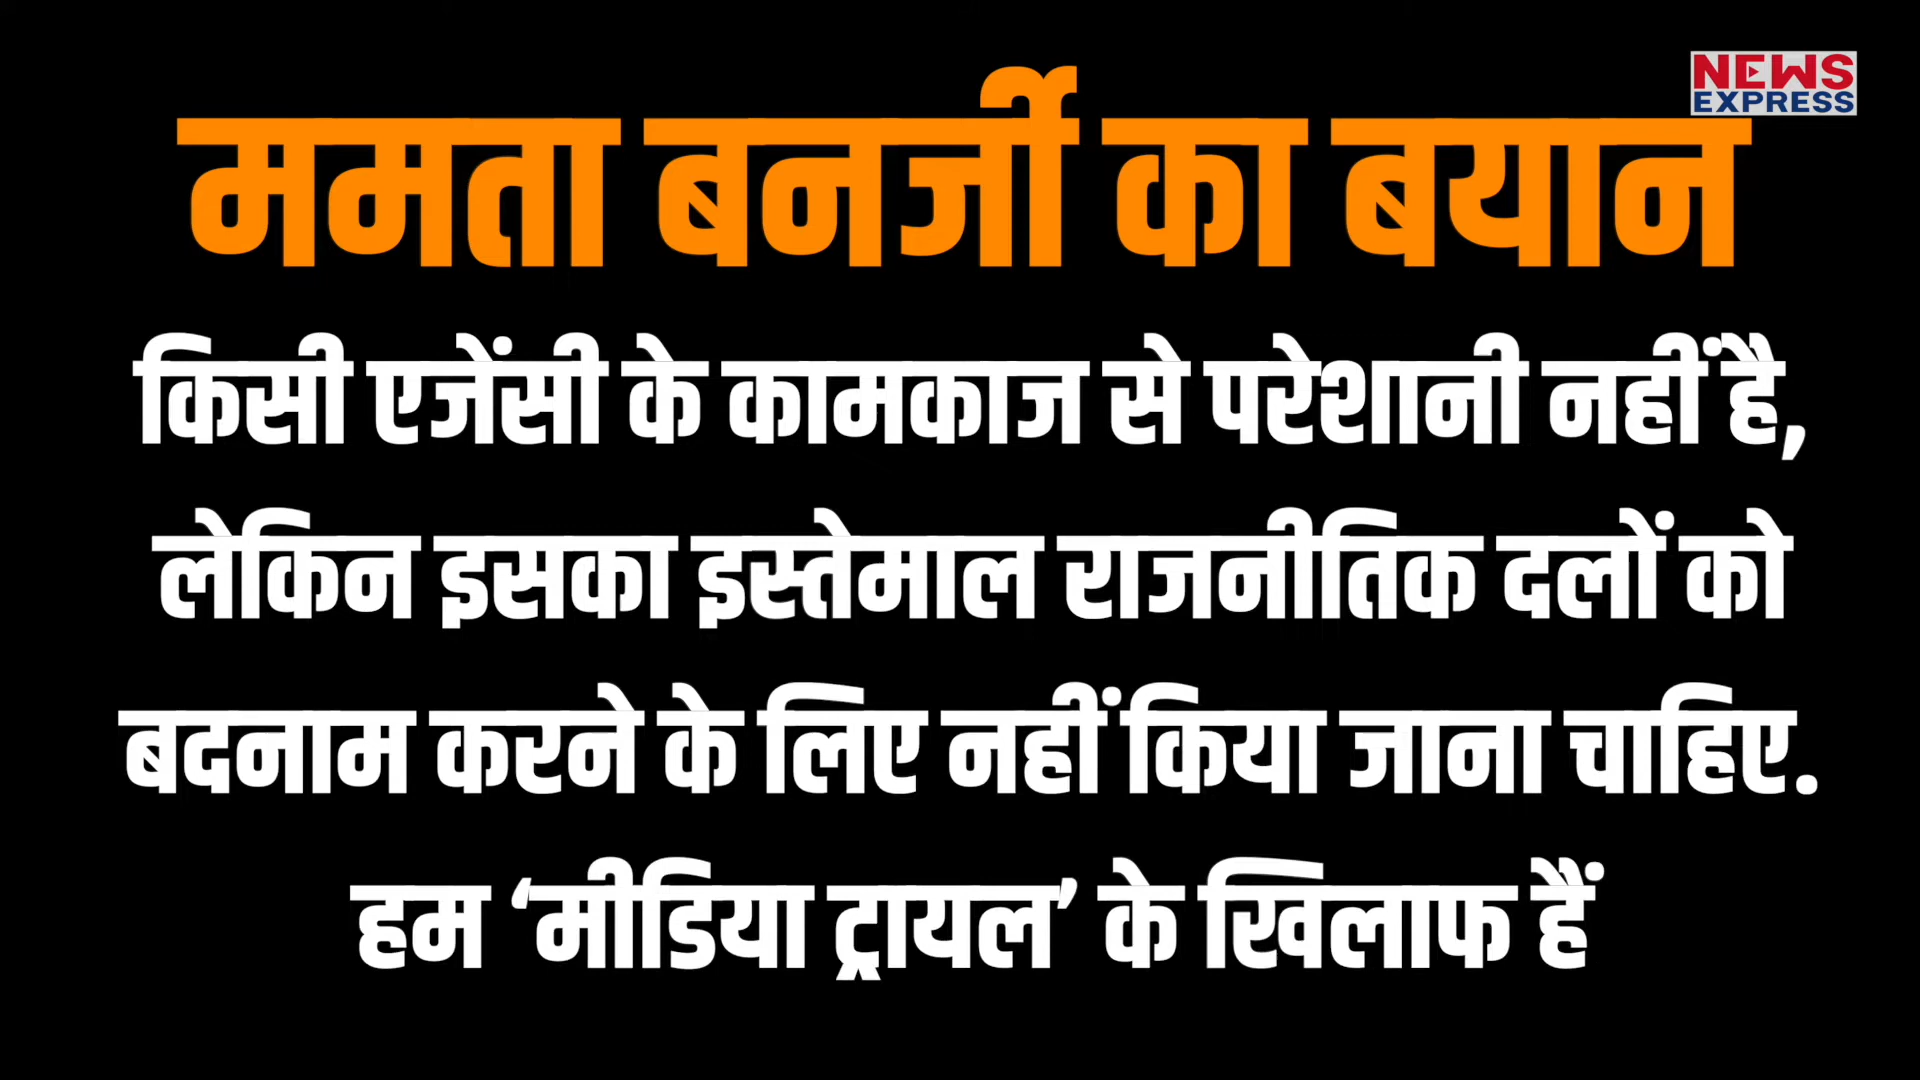 NEWS
EXPRESS
ममता बनर्जी का बयान
किसी एजेंसी के कामकाज से परेशानी नहीं है,
लेकिन इसका इस्तेमाल राजनीतिक दलों को
बदनाम करने के लिए नहीं किया जाना चाहिए.
हम ‘मीडिया ट्रायल’ के खिलाफ हैं